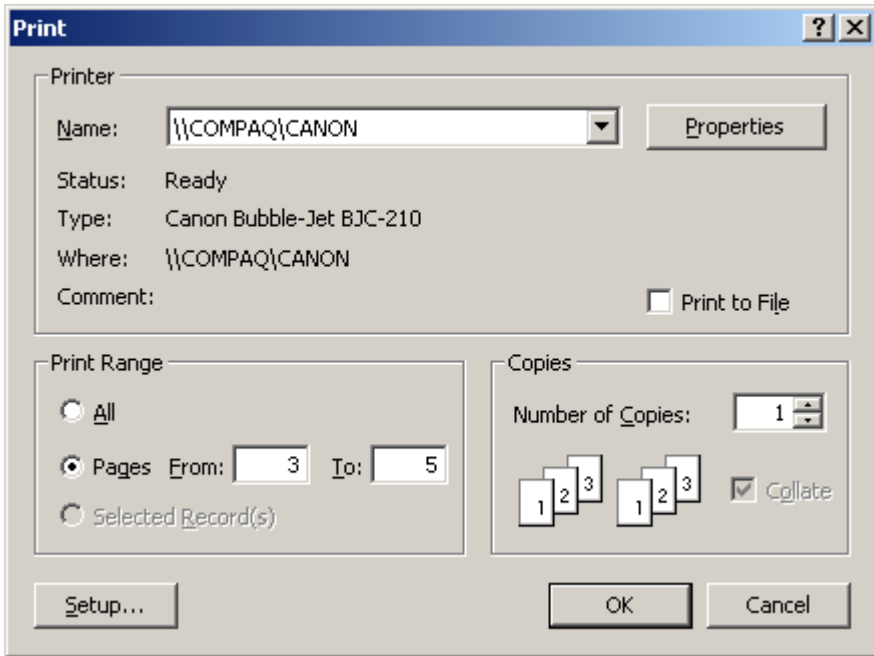 Print
Printer
Name: \\COMPAQ\CANON Properties
Status: Ready
Type: Canon Bubble-Jet BJC-210
Where: \\COMPAQ\CANON
Comment: Print to File
Print Range
All
Pages From: 3 To: 5
Selected Record(s)
Copies
Number of Copies: 1
1 2 3 1 2 3 Collate
Setup... OK Cancel